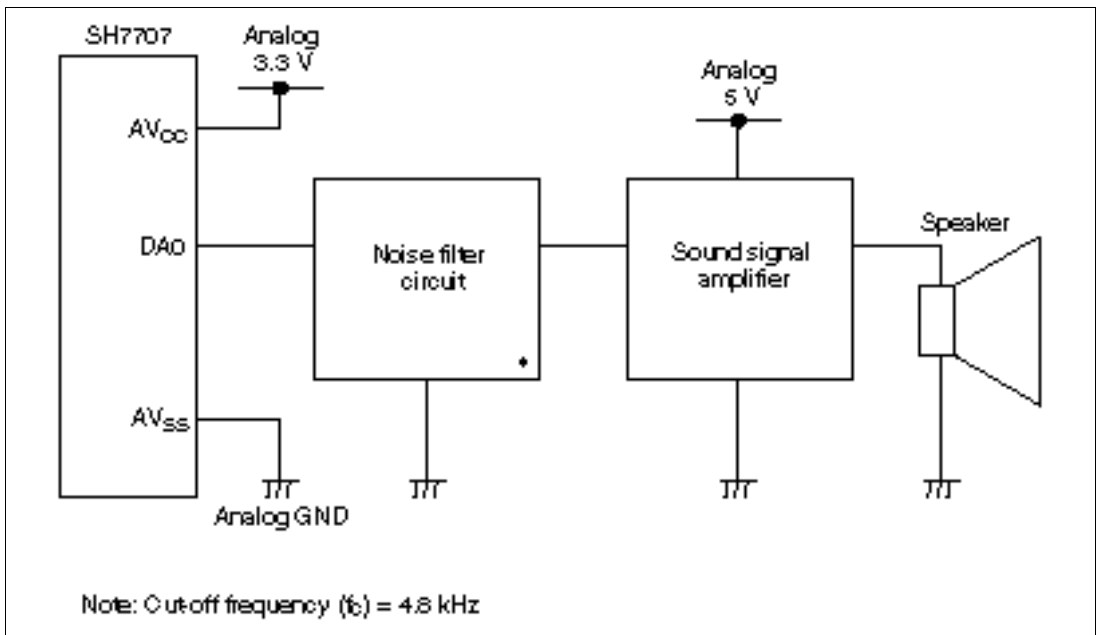 SH7707
Analog
3.3 V
Analog
5 V
AVCC
DA0
Noise filter
circuit
Sound signal
amplifier
Speaker
AVSS
Analog GND
Note: Cut-off frequency (fc) = 4.8 kHz